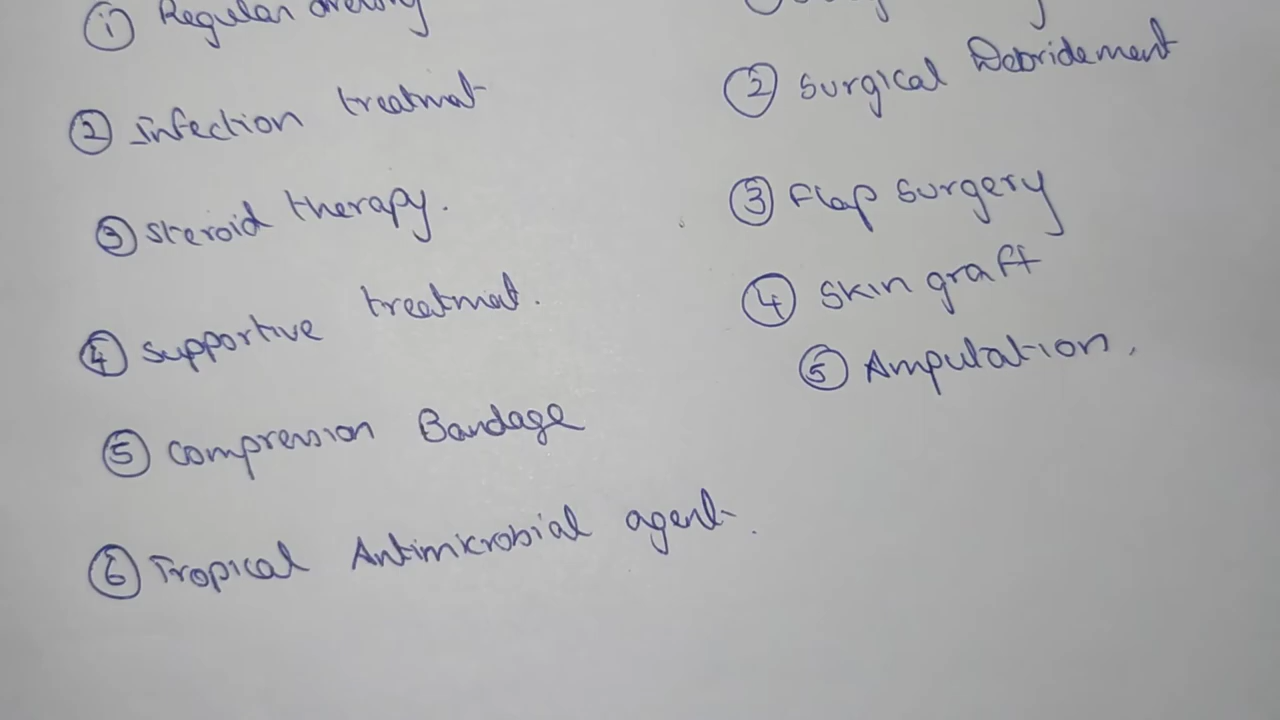 ① Regular
② Infection treatmat
③ steroid therapy.
④ supportive treatmat.
⑤ compression Bandage
⑥ Tropical Antimicrobial agent.
② Surgical Debridement
③ Flap surgery
④ Skin graft
⑤ Ampulation.